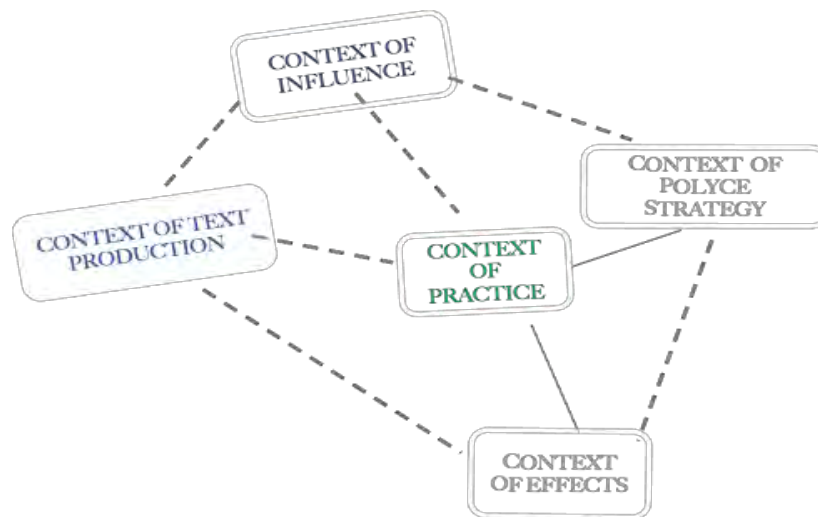 CONTEXT OF
INFLUENCE
CONTEXT OF
POLYCE
STRATEGY
CONTEXT OF TEXT
PRODUCTION
CONTEXT
OF
PRACTICE
CONTEXT
OF EFFECTS